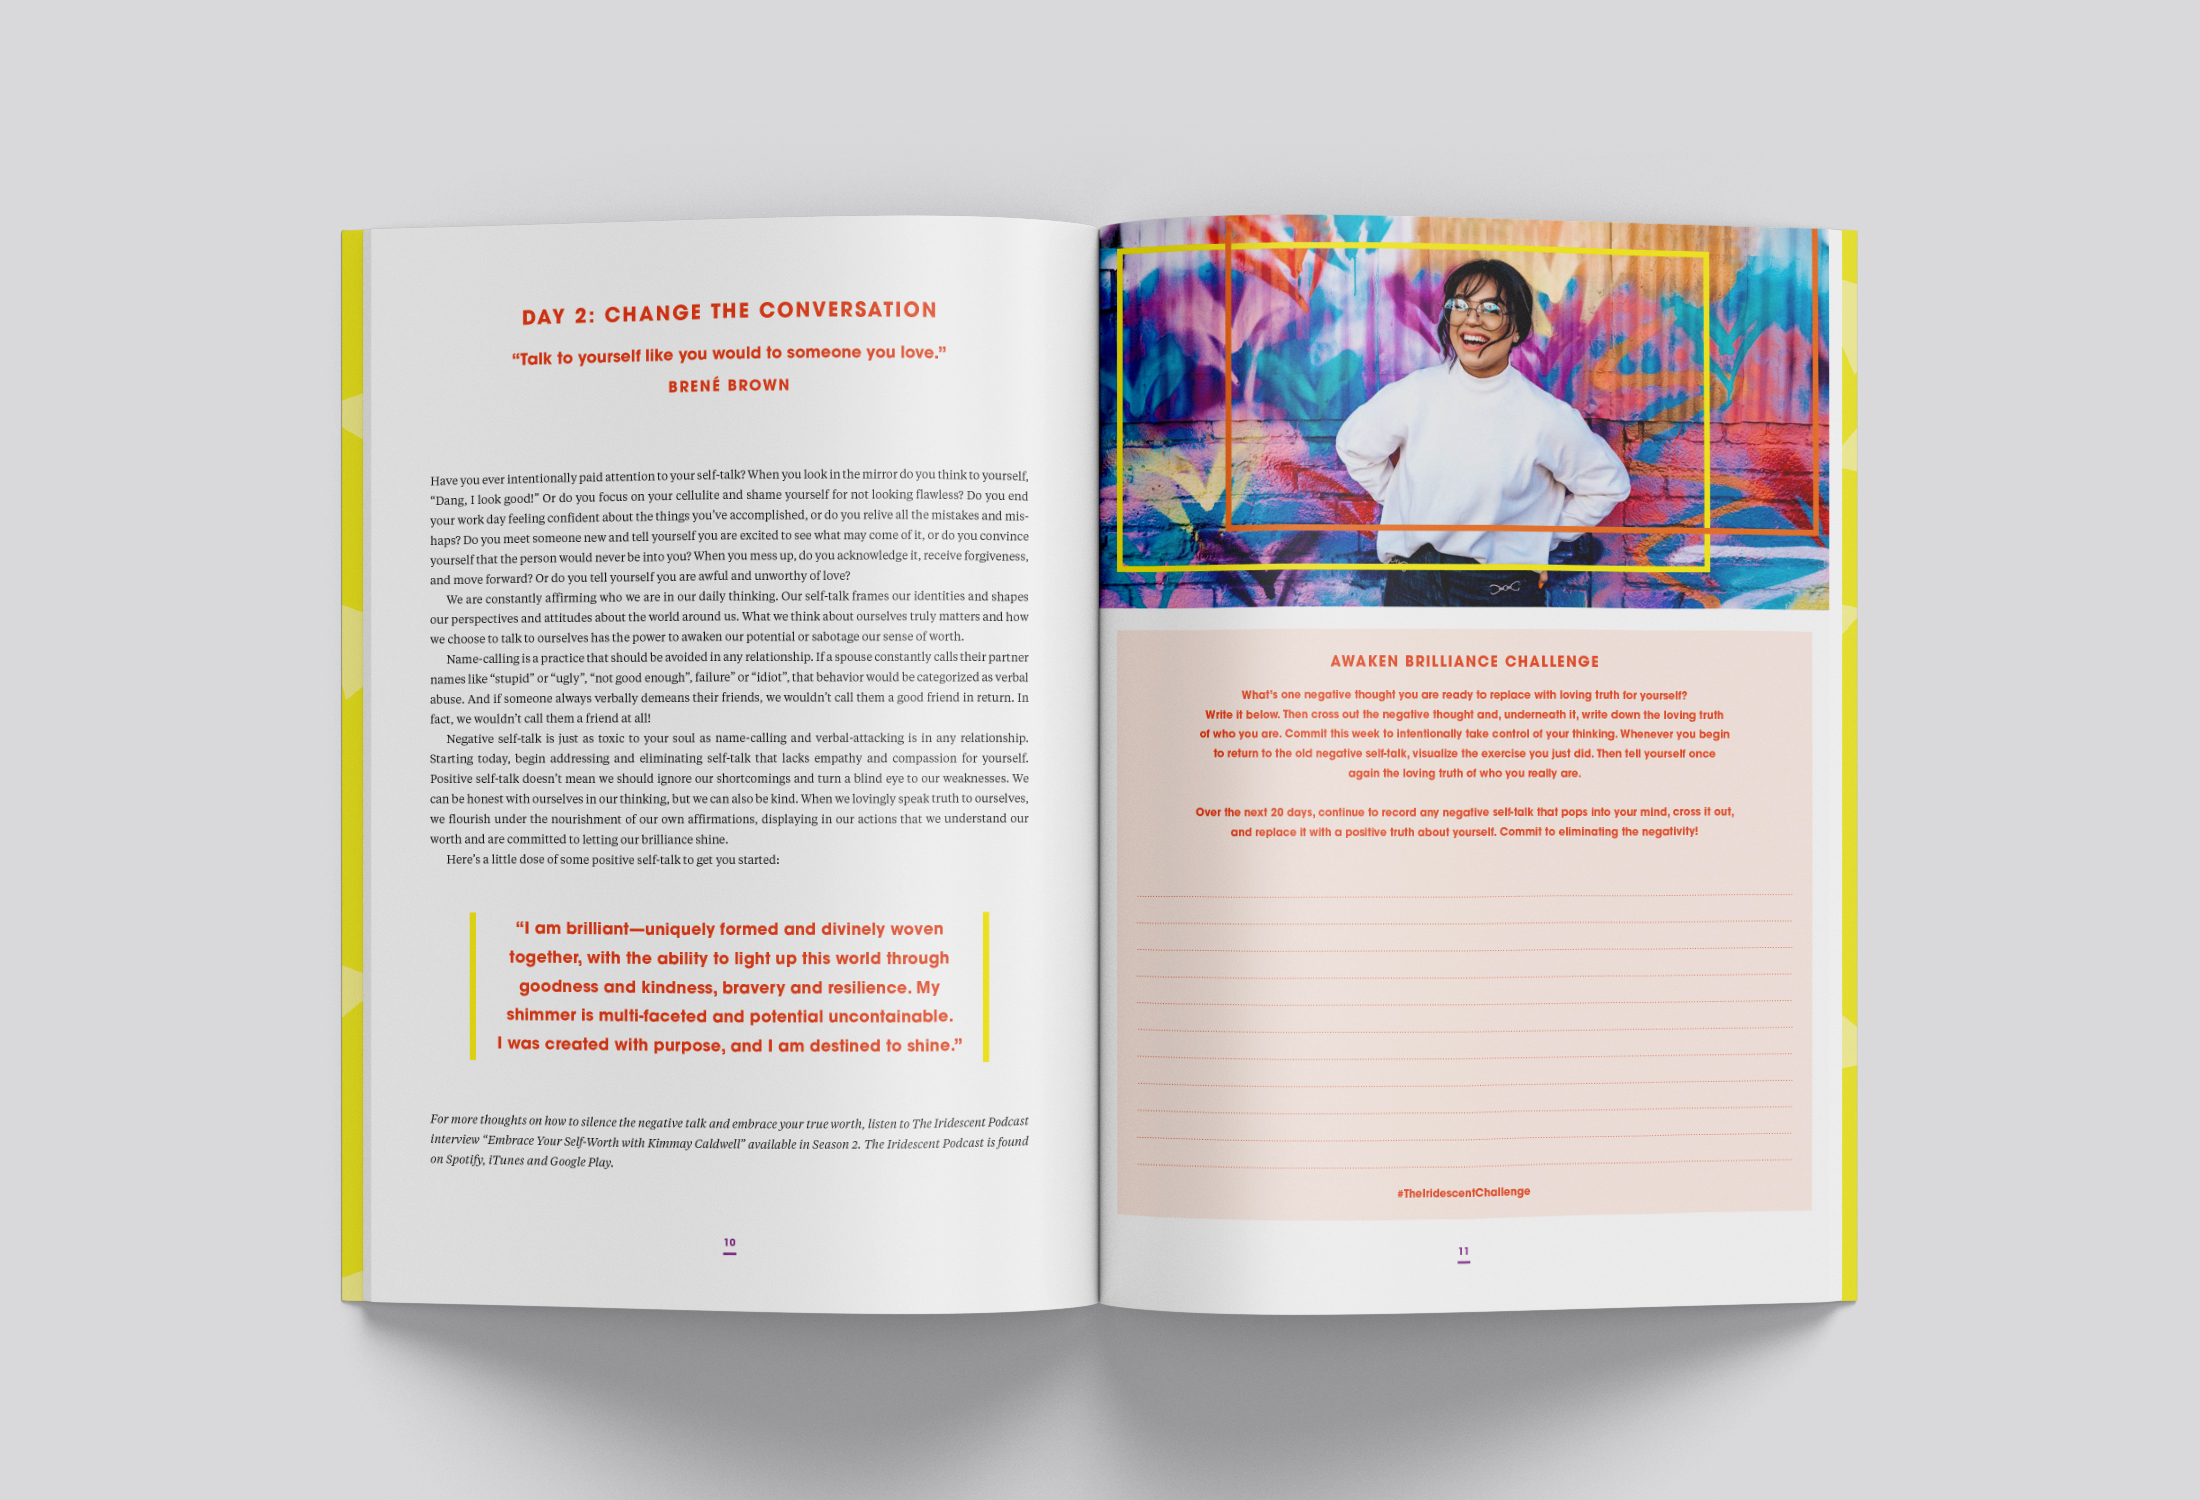 DAY 2: CHANGE THE CONVERSATION
“Talk to yourself like you would to someone you love.”
BRENÉ BROWN
Have you ever intentionally paid attention to your self-talk? When you look in the mirror do you think to yourself,
“Dang, I look good!” Or do you focus on your cellulite and shame yourself for not looking flawless? Do you end
your work day feeling confident about the things you’ve accomplished, or do you relive all the mistakes and mis-
haps? Do you meet someone new and tell yourself you are excited to see what may come of it, or do you convince
yourself that the person would never be into you? When you mess up, do you acknowledge it, receive forgiveness,
and move forward? Or do you tell yourself you are awful and unworthy of love?
We are constantly affirming who we are in our daily thinking. Our self-talk frames our identities and shapes
our perspectives and attitudes about the world around us. What we think about ourselves truly matters and how
we choose to talk to ourselves has the power to awaken our potential or sabotage our sense of worth.
Name-calling is a practice that should be avoided in any relationship. If a spouse constantly calls their partner
names like “stupid” or “ugly”, “not good enough”, failure” or “idiot”, that behavior would be categorized as verbal
abuse. And if someone always verbally demeans their friends, we wouldn’t call them a good friend in return. In
fact, we wouldn’t call them a friend at all!
Negative self-talk is just as toxic to your soul as name-calling and verbal-attacking is in any relationship.
Starting today, begin addressing and eliminating self-talk that lacks empathy and compassion for yourself.
Positive self-talk doesn’t mean we should ignore our shortcomings and turn a blind eye to our weaknesses. We
can be honest with ourselves in our thinking, but we can also be kind. When we lovingly speak truth to ourselves,
we flourish under the nourishment of our own affirmations, displaying in our actions that we understand our
worth and are committed to letting our brilliance shine.
Here’s a little dose of some positive self-talk to get you started:
“I am brilliant—uniquely formed and divinely woven
together, with the ability to light up this world through
goodness and kindness, bravery and resilience. My
shimmer is multi-faceted and potential uncontainable.
I was created with purpose, and I am destined to shine.”
For more thoughts on how to silence the negative talk and embrace your true worth, listen to The Iridescent Podcast
interview “Embrace Your Self-Worth with Kimmay Caldwell” available in Season 2. The Iridescent Podcast is found
on Spotify, iTunes and Google Play.
10
AWAKEN BRILLIANCE CHALLENGE
What’s one negative thought you are ready to replace with loving truth for yourself?
Write it below. Then cross out the negative thought and, underneath it, write down the loving truth
of who you are. Commit this week to intentionally take control of your thinking. Whenever you begin
to return to the old negative self-talk, visualize the exercise you just did. Then tell yourself once
again the loving truth of who you really are.
Over the next 20 days, continue to record any negative self-talk that pops into your mind, cross it out,
and replace it with a positive truth about yourself. Commit to eliminating the negativity!
#TheIridescentChallenge
11